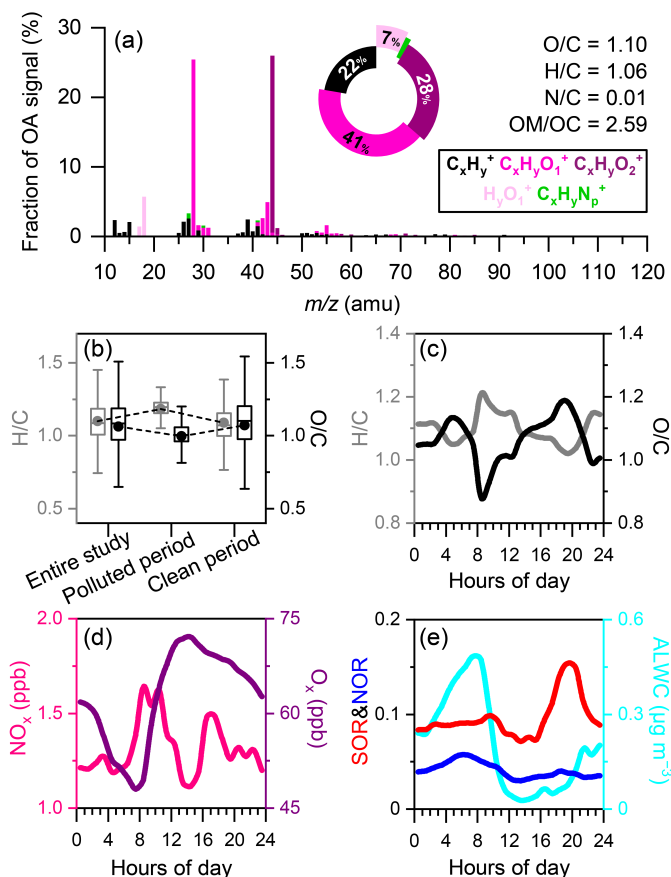 (a)
Fraction of OA signal (%)
30
20
10
0
7%
28%
41%
22%
O/C = 1.10
H/C = 1.06
N/C = 0.01
OM/OC = 2.59
CxHy+ CxHyO1+ CxHyO2+
HyO1+ CxHyNp+
10 20 30 40 50 60 70 80 90 100 110 120
m/z (amu)
(b)
H/C
1.5
1.0
0.5
O/C
1.5
1.0
0.5
Entire study
Polluted period
Clean period
(c)
H/C
1.4
1.2
1.0
0.8
O/C
1.4
1.2
1.0
0.8
0 4 8 12 16 20 24
Hours of day
(d)
NOx (ppb)
2.0
1.5
1.0
Ox (ppb)
75
60
45
0 4 8 12 16 20 24
Hours of day
(e)
SOR&NOR
0.2
0.1
0
ALWC (μg m−3)
0.6
0.3
0
0 4 8 12 16 20 24
Hours of day